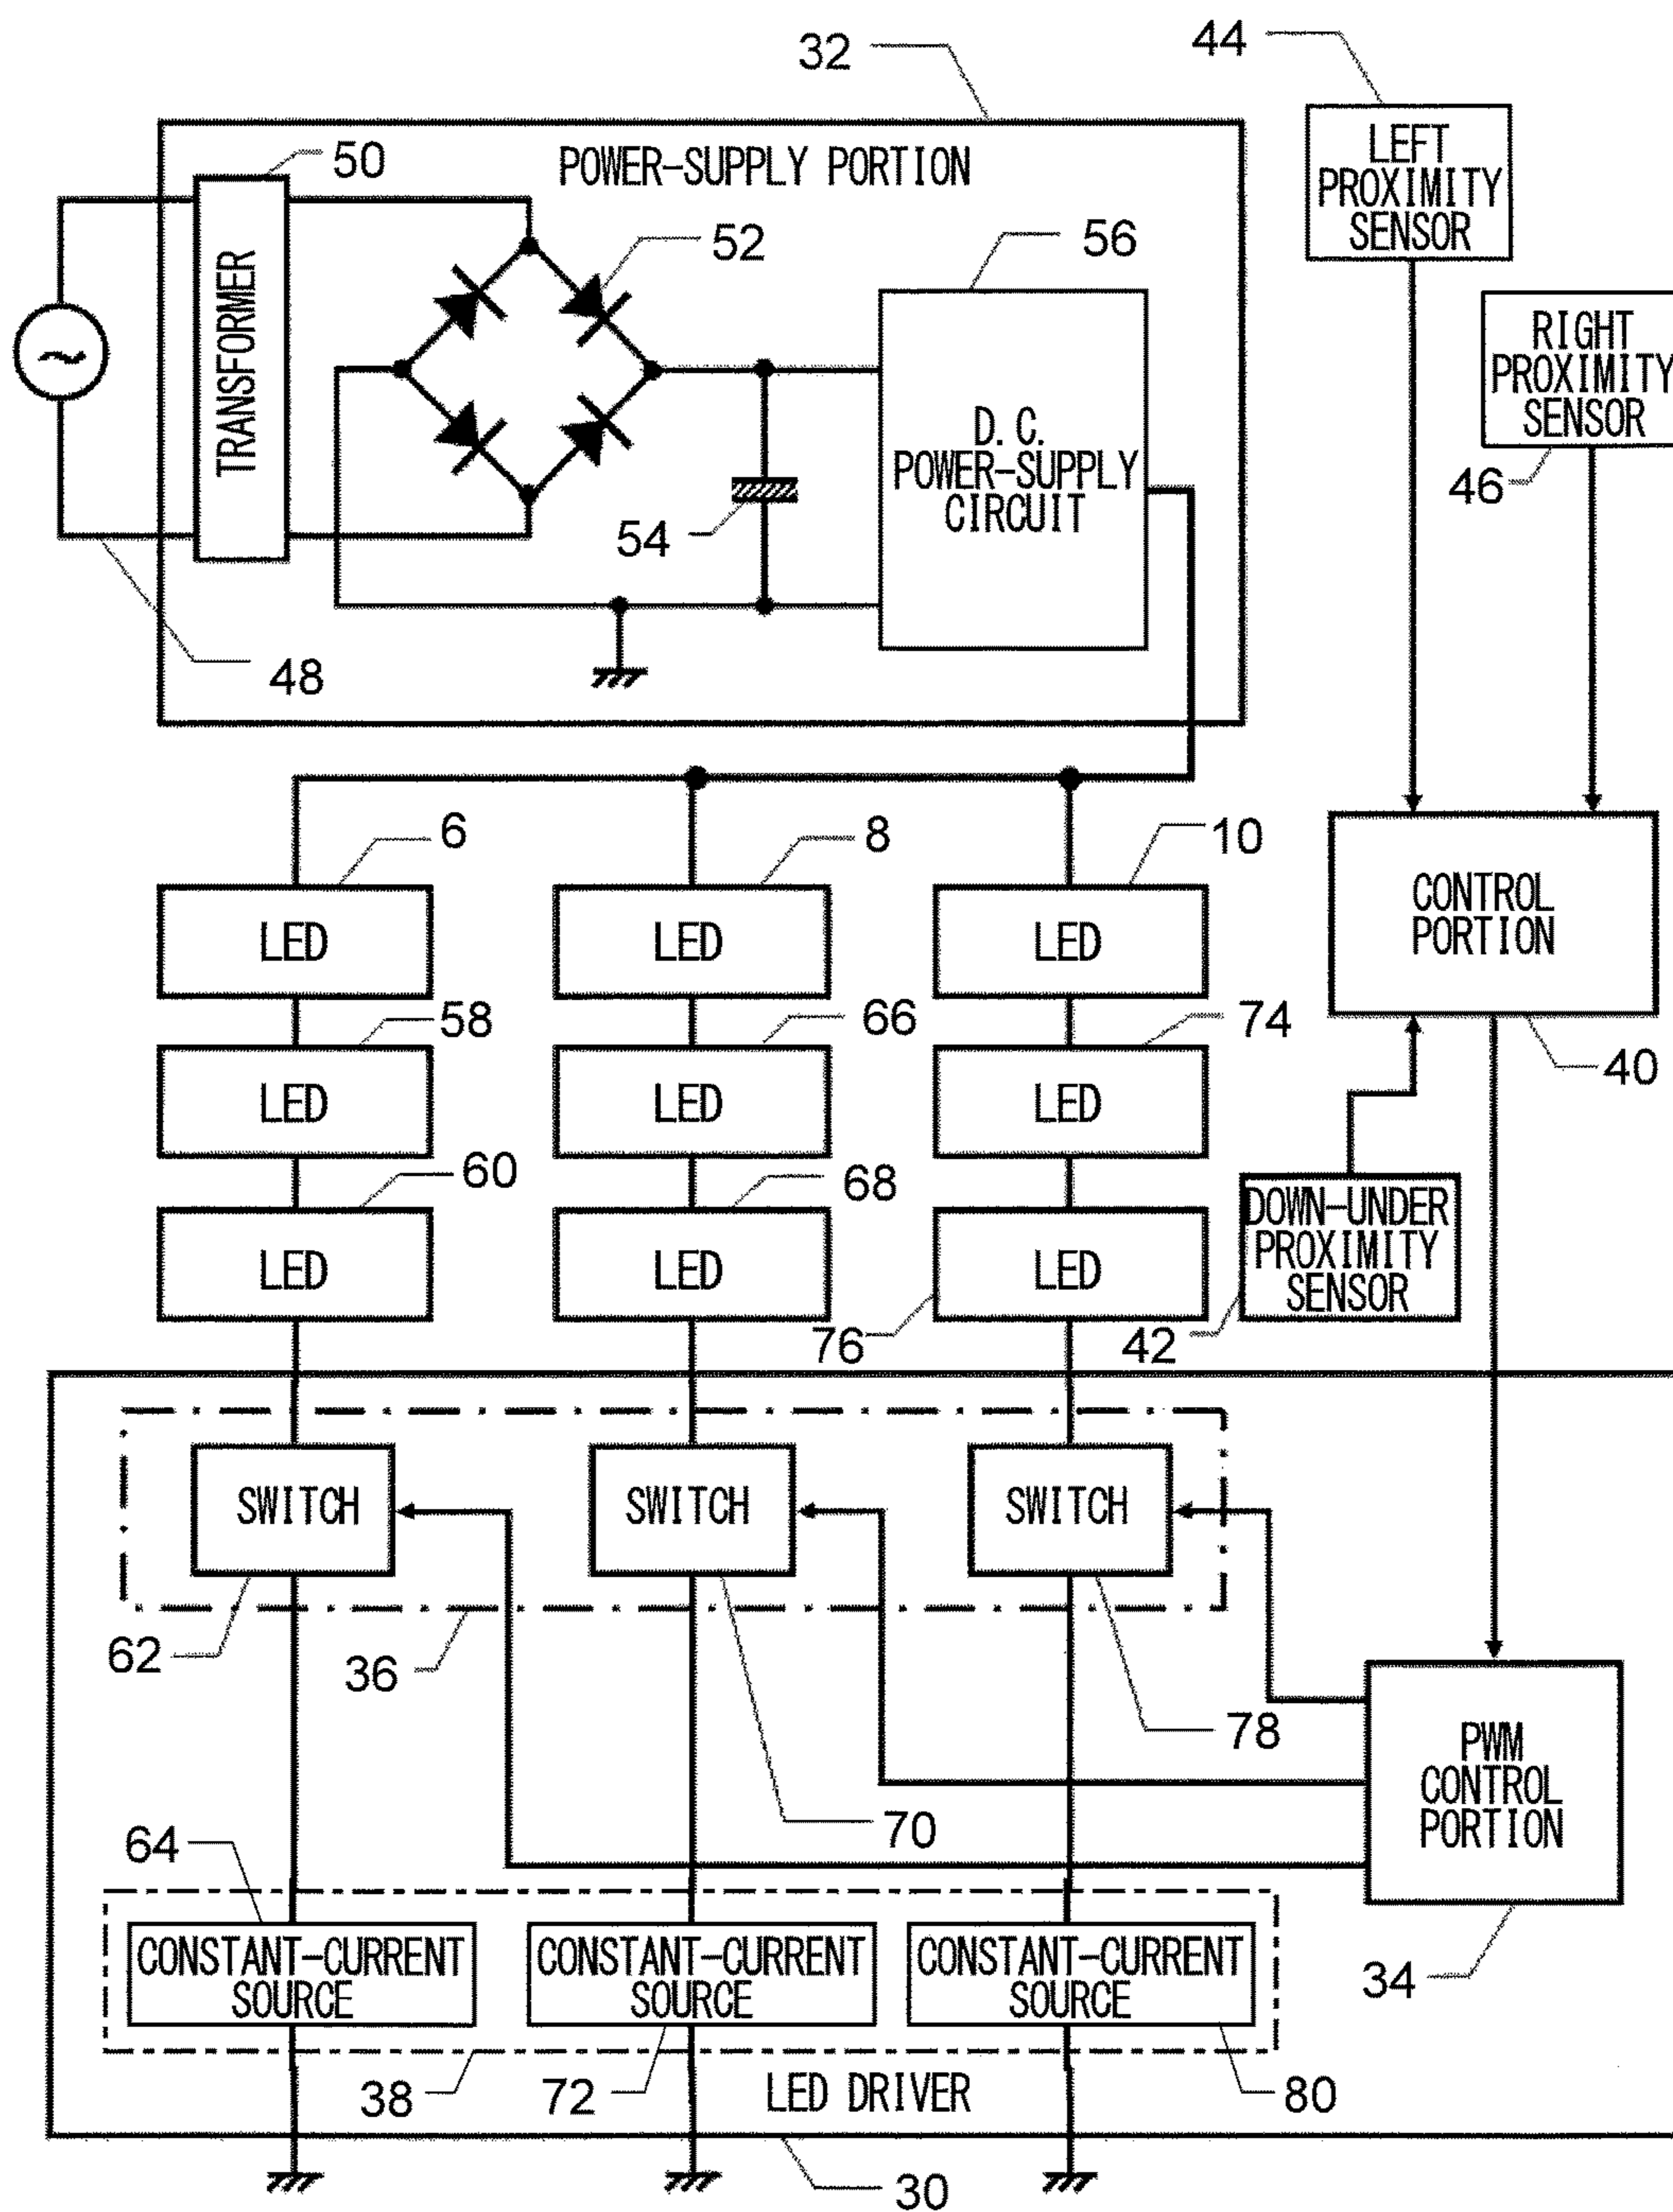 32
44
POWER-SUPPLY PORTION
50
LEFT
PROXIMITY
SENSOR
52
56
TRANSFORMER
~
RIGHT
PROXIMITY
SENSOR
D.C.
POWER-SUPPLY
CIRCUIT
46
54
48
6
8
10
LED
LED
LED
CONTROL
PORTION
58
66
74
40
LED
LED
LED
60
68
DOWN-UNDER
PROXIMITY
SENSOR
LED
LED
LED
76
42
SWITCH
SWITCH
SWITCH
62
36
78
PWM
CONTROL
PORTION
70
64
CONSTANT-CURRENT
SOURCE
CONSTANT-CURRENT
SOURCE
CONSTANT-CURRENT
SOURCE
34
38
72
LED DRIVER
80
30